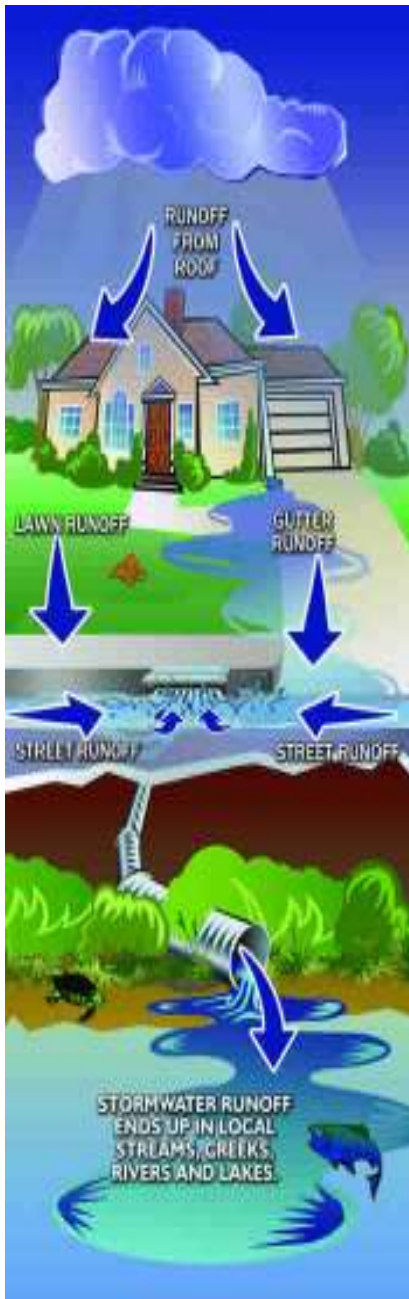 RUNOFF
FROM
ROOF
LAWN RUNOFF
GUTTER
RUNOFF
STREET RUNOFF
STREET RUNOFF
STORMWATER RUNOFF
ENDS UP IN LOCAL
STREAMS, CREEKS,
RIVERS AND LAKES.